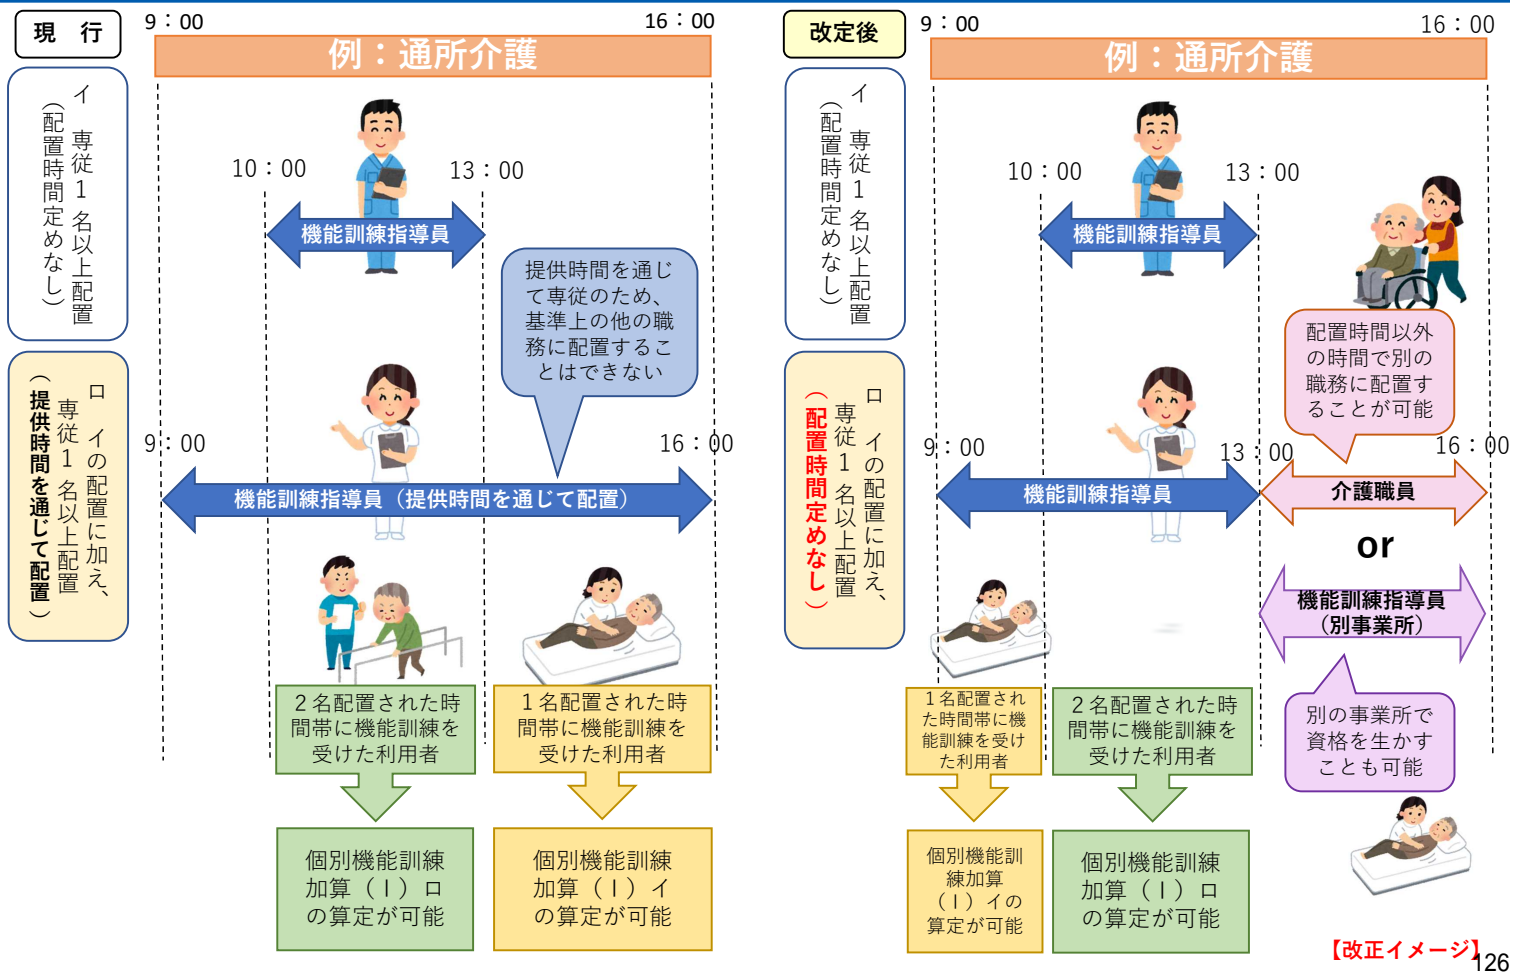 現　行
9：00
16：00
例：通所介護
イ　専従１名以上配置
（配置時間定めなし）
10：00
13：00
機能訓練指導員
提供時間を通じ
て専従のため、
基準上の他の職
務に配置するこ
とはできない
ロ　イの配置に加え、
専従１名以上配置
（提供時間を通じて配置）
9：00
16：00
機能訓練指導員（提供時間を通じて配置）
２名配置された時
間帯に機能訓練を
受けた利用者
１名配置された時
間帯に機能訓練を
受けた利用者
個別機能訓練
加算（Ⅰ）ロ
の算定が可能
個別機能訓練
加算（Ⅰ）イ
の算定が可能
改定後
9：00
16：00
例：通所介護
イ　専従１名以上配置
（配置時間定めなし）
10：00
13：00
機能訓練指導員
配置時間以外
の時間で別の
職務に配置す
ることが可能
ロ　イの配置に加え、
専従１名以上配置
（配置時間定めなし）
9：00
13：00
16：00
機能訓練指導員
介護職員
or
機能訓練指導員
（別事業所）
別の事業所で
資格を生かす
ことも可能
１名配置され
た時間帯に機
能訓練を受け
た利用者
２名配置された時
間帯に機能訓練を
受けた利用者
個別機能訓
練加算
（Ⅰ）イの
算定が可能
個別機能訓練
加算（Ⅰ）ロ
の算定が可能
【改正イメージ】
126